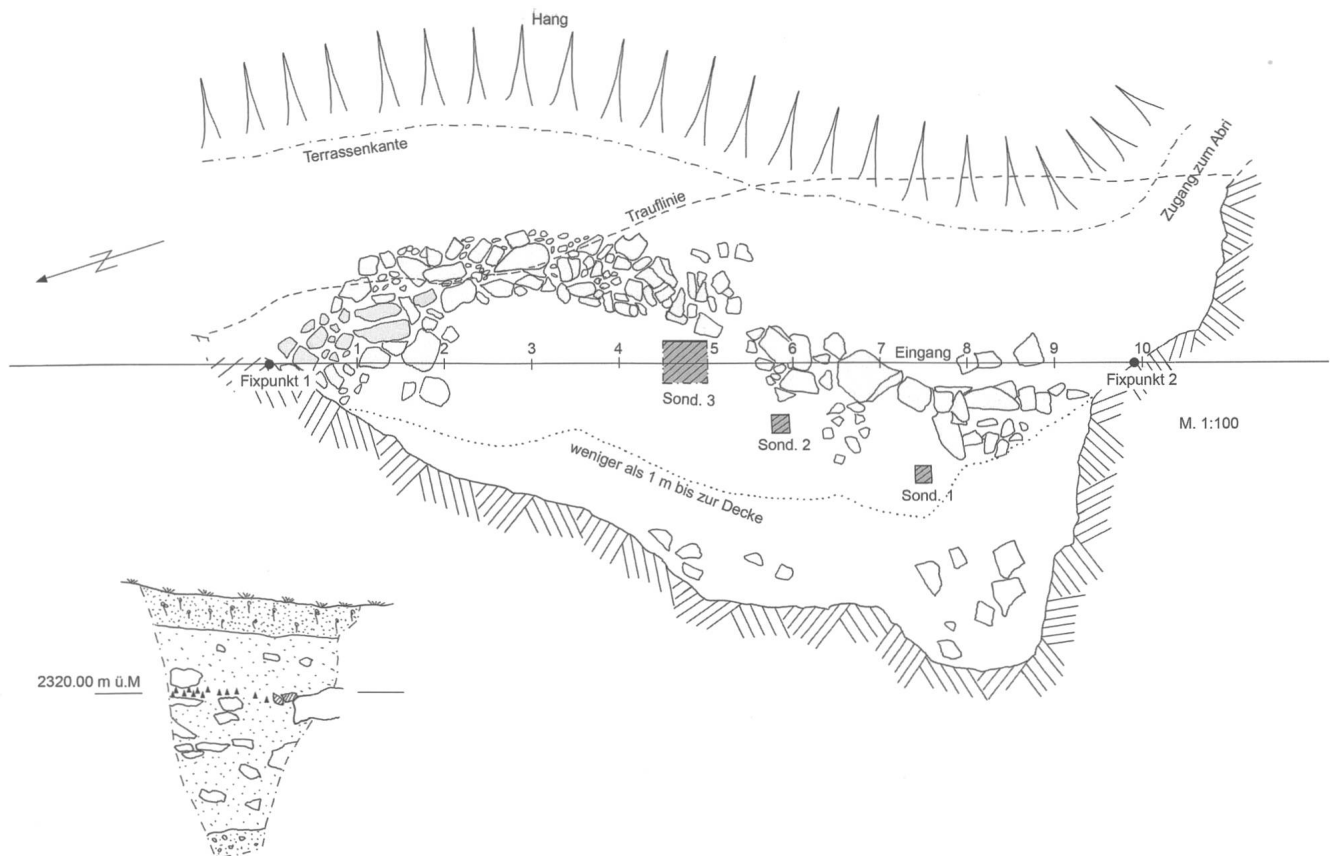 Hang
Terrassenkante
Trauflinie
Zugang zum Abri
N
1 2 3 4 5 6 7 Eingang 8 9 10
Fixpunkt 1
Fixpunkt 2
Sond. 3
M. 1:100
Sond. 2
weniger als 1 m bis zur Decke
Sond. 1
2320.00 m ü.M